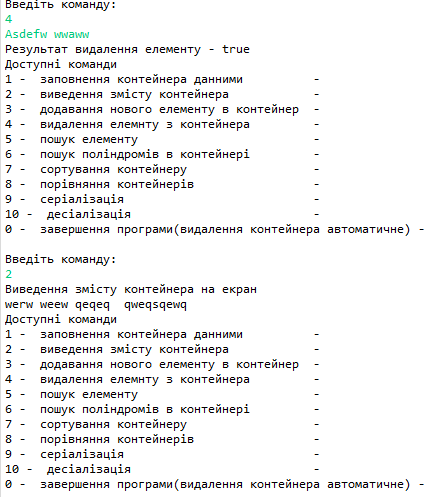 Введіть команду:
4
Asdefw wwaww
Результат видалення елементу - true
Доступні команди
1 -  заповнення контейнера данними          -
2 -  виведення змісту контейнера            -
3 -  додавання нового елементу в контейнер  -
4 -  видалення елемнту з контейнера         -
5 -  пошук елементу                         -
6 -  пошук поліндромів в контейнері         -
7 -  сортування контейнеру                  -
8 -  порівняння контейнерів                 -
9 -  серіалізація                           -
10 -  десіалізація                          -
0 -  завершення програми(видалення контейнера автоматичне) -
Введіть команду:
2
Виведення змісту контейнера на екран
werw weew qeqeq  qweqsqewq
Доступні команди
1 -  заповнення контейнера данними          -
2 -  виведення змісту контейнера            -
3 -  додавання нового елементу в контейнер  -
4 -  видалення елемнту з контейнера         -
5 -  пошук елементу                         -
6 -  пошук поліндромів в контейнері         -
7 -  сортування контейнеру                  -
8 -  порівняння контейнерів                 -
9 -  серіалізація                           -
10 -  десіалізація                          -
0 -  завершення програми(видалення контейнера автоматичне) -